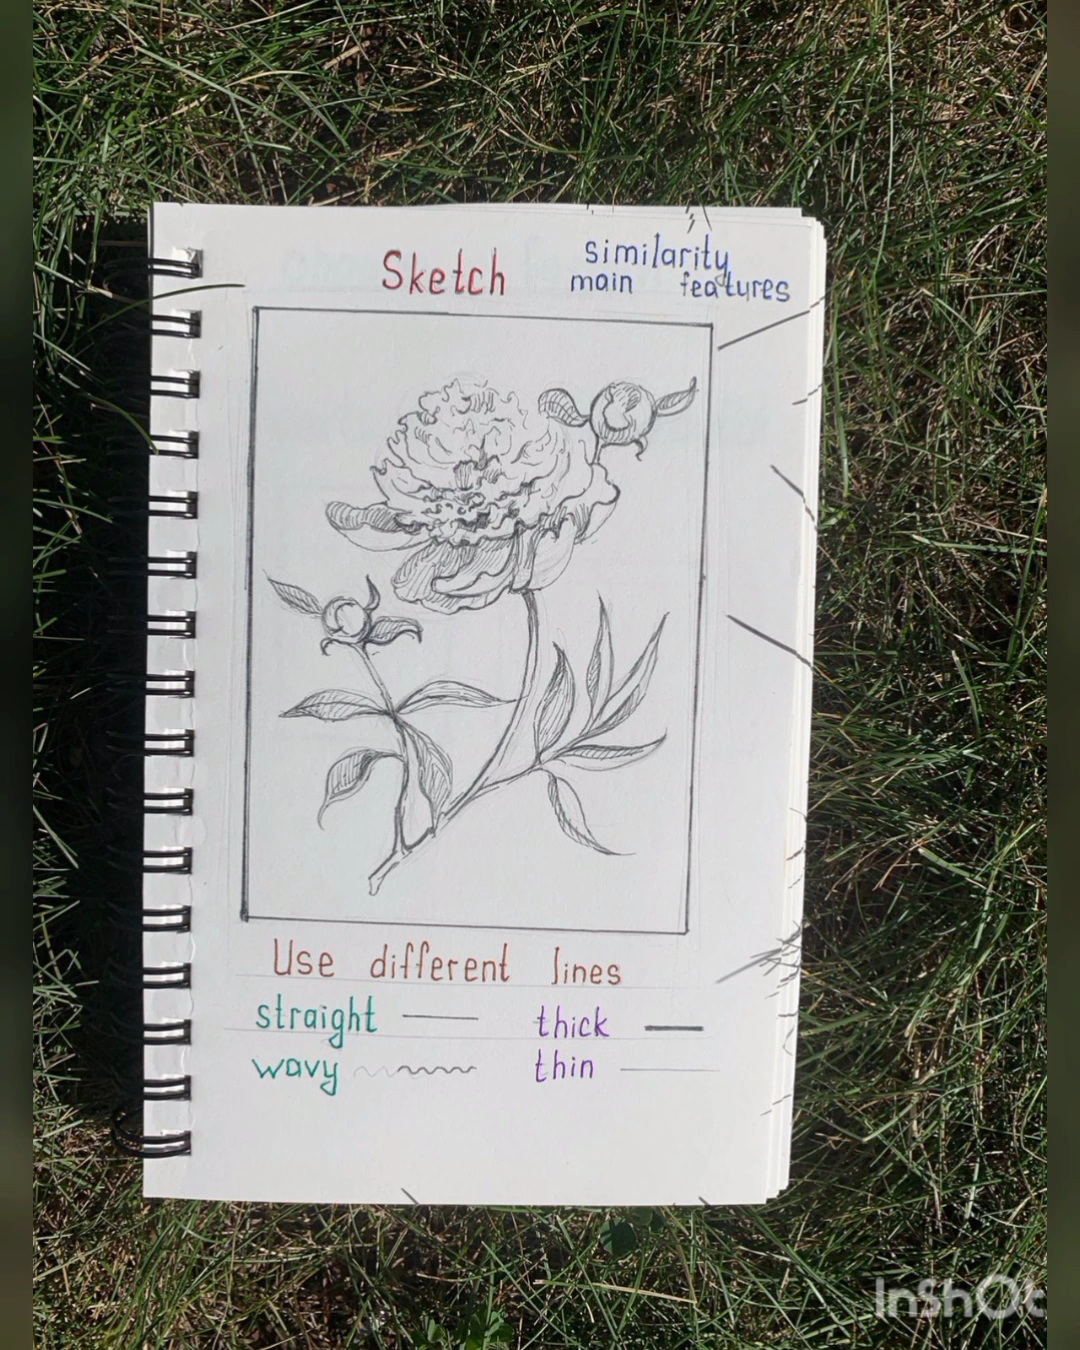 Sketch
similarity
main features
Use different lines
straight
thick
wavy
thin
InShOt